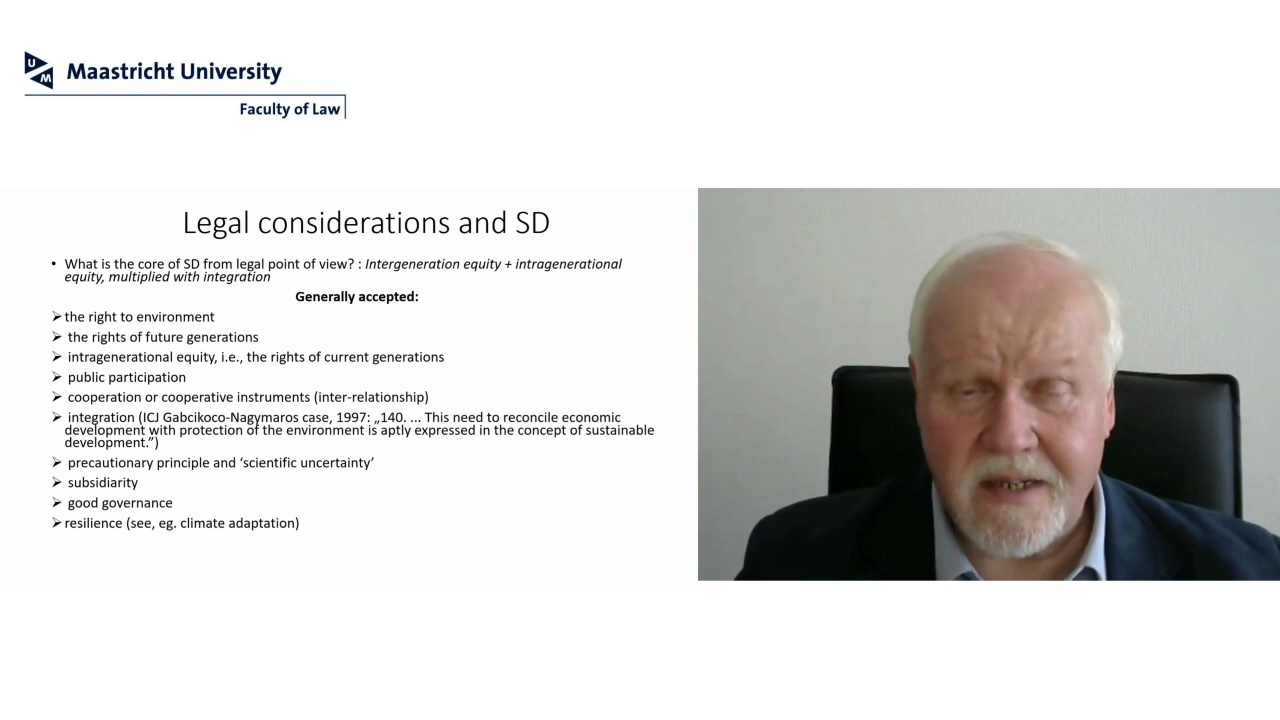 U
M
Maastricht University
Faculty of Law
Legal considerations and SD
• What is the core of SD from legal point of view? : Intergeneration equity + intragenerational
equity, multiplied with integration
Generally accepted:
➢ the right to environment
➢ the rights of future generations
➢ intragenerational equity, i.e., the rights of current generations
➢ public participation
➢ cooperation or cooperative instruments (inter-relationship)
➢ integration (ICJ Gabcikoco-Nagymaros case, 1997: „140. ... This need to reconcile economic
development with protection of the environment is aptly expressed in the concept of sustainable
development.”)
➢ precautionary principle and ‘scientific uncertainty’
➢ subsidiarity
➢ good governance
➢ resilience (see, eg. climate adaptation)